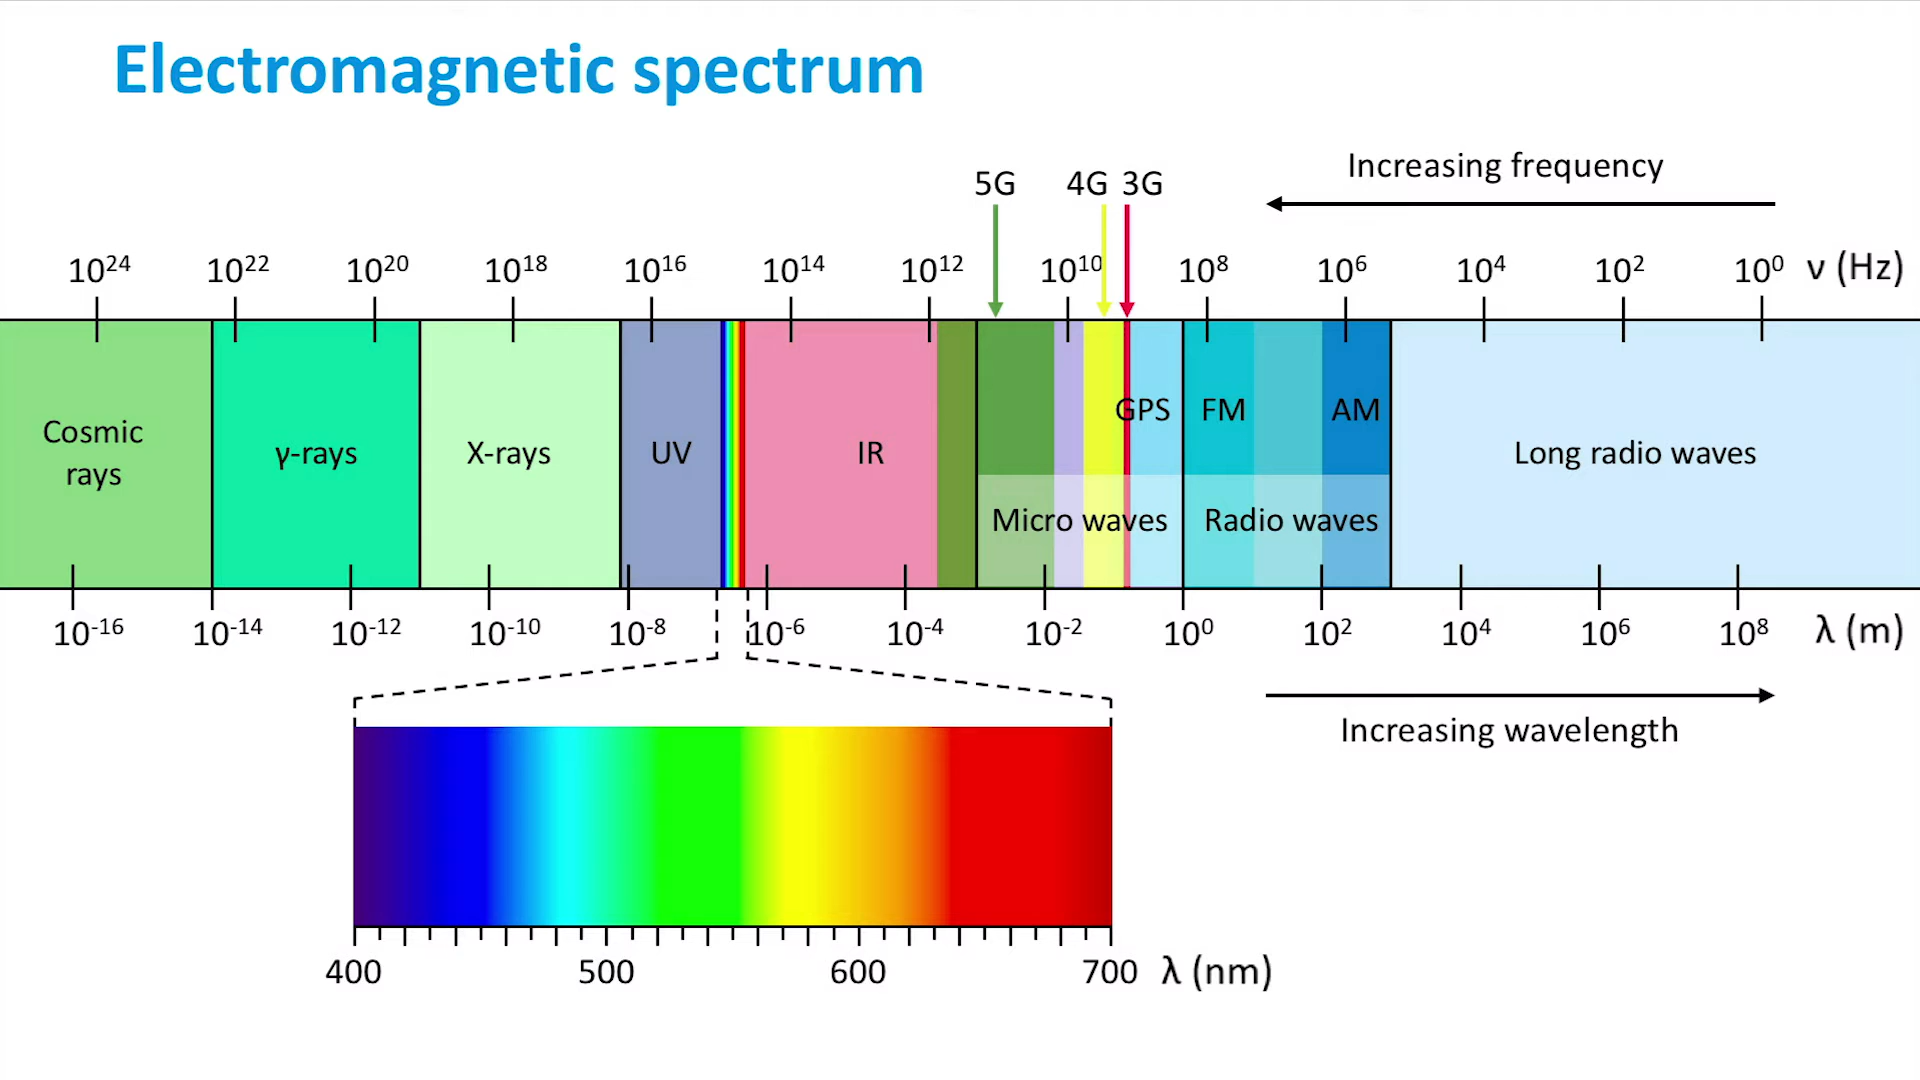 Electromagnetic spectrum
Increasing frequency
5G 4G 3G
10²⁴ 10²² 10²⁰ 10¹⁸ 10¹⁶ 10¹⁴ 10¹² 10¹⁰ 10⁸ 10⁶ 10⁴ 10² 10⁰ ν (Hz)
Cosmic
rays
γ-rays
X-rays
UV
IR
GPS
FM
AM
Micro waves
Radio waves
Long radio waves
10⁻¹⁶ 10⁻¹⁴ 10⁻¹² 10⁻¹⁰ 10⁻⁸ 10⁻⁶ 10⁻⁴ 10⁻² 10⁰ 10² 10⁴ 10⁶ 10⁸ λ (m)
Increasing wavelength
400 500 600 700 λ (nm)